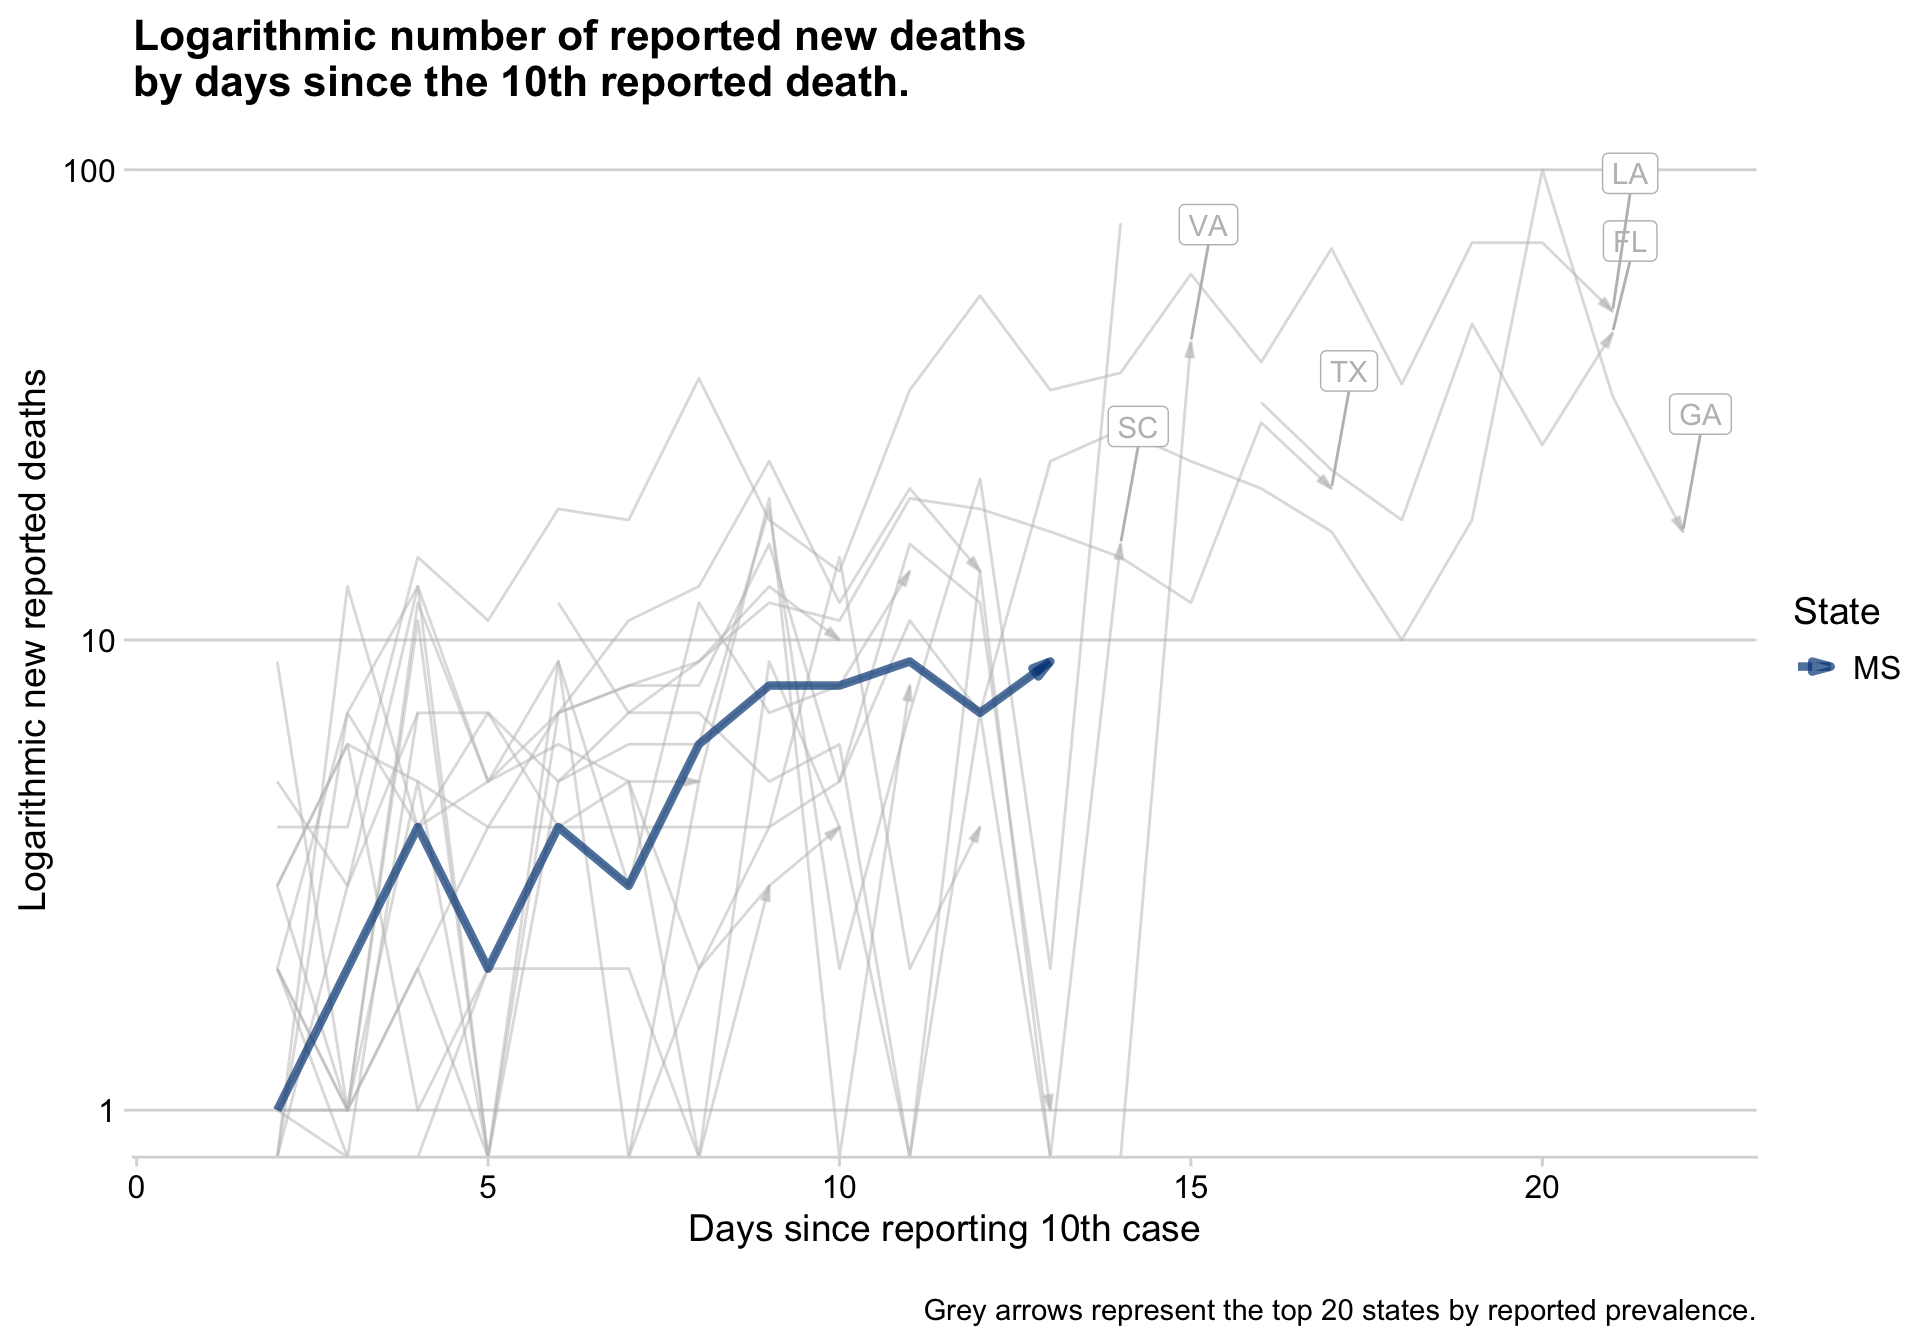 Logarithmic number of reported new deaths
by days since the 10th reported death.
100
10
1
Logarithmic new reported deaths
LA
VA
FL
TX
GA
SC
State
MS
0
5
10
15
20
Days since reporting 10th case
Grey arrows represent the top 20 states by reported prevalence.